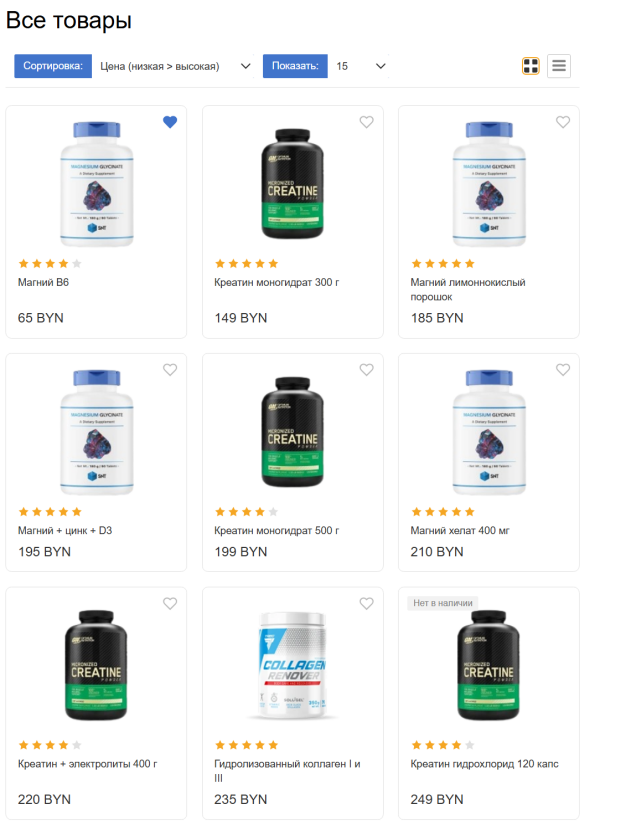 Все товары
Сортировка: Цена (низкая > высокая) Показать: 15
MAGNESIUM GLYCINATE
A Dietary Supplement
SNT
MICRONIZED
CREATINE
POWDER
MAGNESIUM GLYCINATE
A Dietary Supplement
SNT
Магний B6
Креатин моногидрат 300 г
Магний лимоннокислый
порошок
65 BYN
149 BYN
185 BYN
MAGNESIUM GLYCINATE
A Dietary Supplement
SNT
MICRONIZED
CREATINE
POWDER
MAGNESIUM GLYCINATE
A Dietary Supplement
SNT
Магний + цинк + D3
Креатин моногидрат 500 г
Магний хелат 400 мг
195 BYN
199 BYN
210 BYN
Нет в наличии
MICRONIZED
CREATINE
POWDER
COLLAGEN
RENOVER
MICRONIZED
CREATINE
POWDER
Креатин + электролиты 400 г
Гидролизованный коллаген I и
III
Креатин гидрохлорид 120 капс
220 BYN
235 BYN
249 BYN